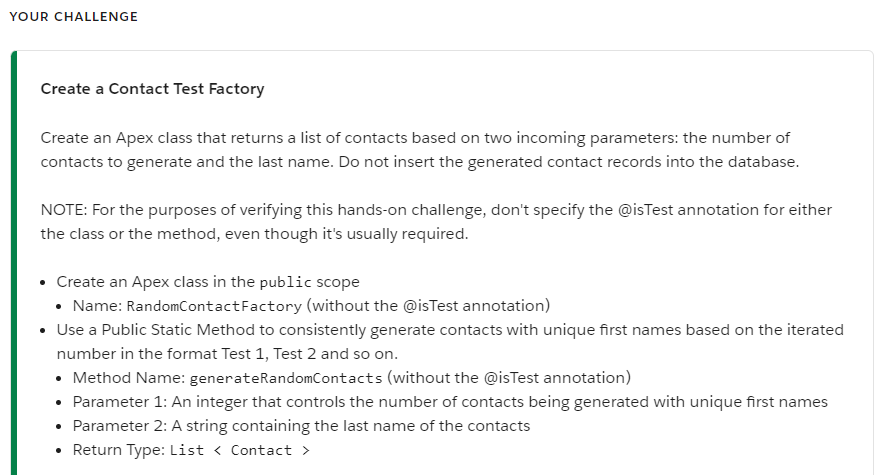 YOUR CHALLENGE
Create a Contact Test Factory
Create an Apex class that returns a list of contacts based on two incoming parameters: the number of
contacts to generate and the last name. Do not insert the generated contact records into the database.
NOTE: For the purposes of verifying this hands-on challenge, don't specify the @isTest annotation for either
the class or the method, even though it's usually required.
• Create an Apex class in the public scope
• Name: RandomContactFactory (without the @isTest annotation)
• Use a Public Static Method to consistently generate contacts with unique first names based on the iterated
number in the format Test 1, Test 2 and so on.
• Method Name: generateRandomContacts (without the @isTest annotation)
• Parameter 1: An integer that controls the number of contacts being generated with unique first names
• Parameter 2: A string containing the last name of the contacts
• Return Type: List < Contact >